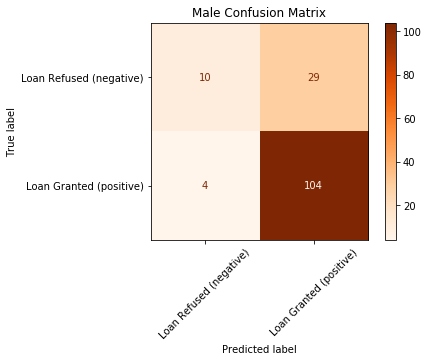 Male Confusion Matrix
True label
Loan Refused (negative)
10
29
Loan Granted (positive)
4
104
Loan Refused (negative)
Loan Granted (positive)
Predicted label
100
80
60
40
20